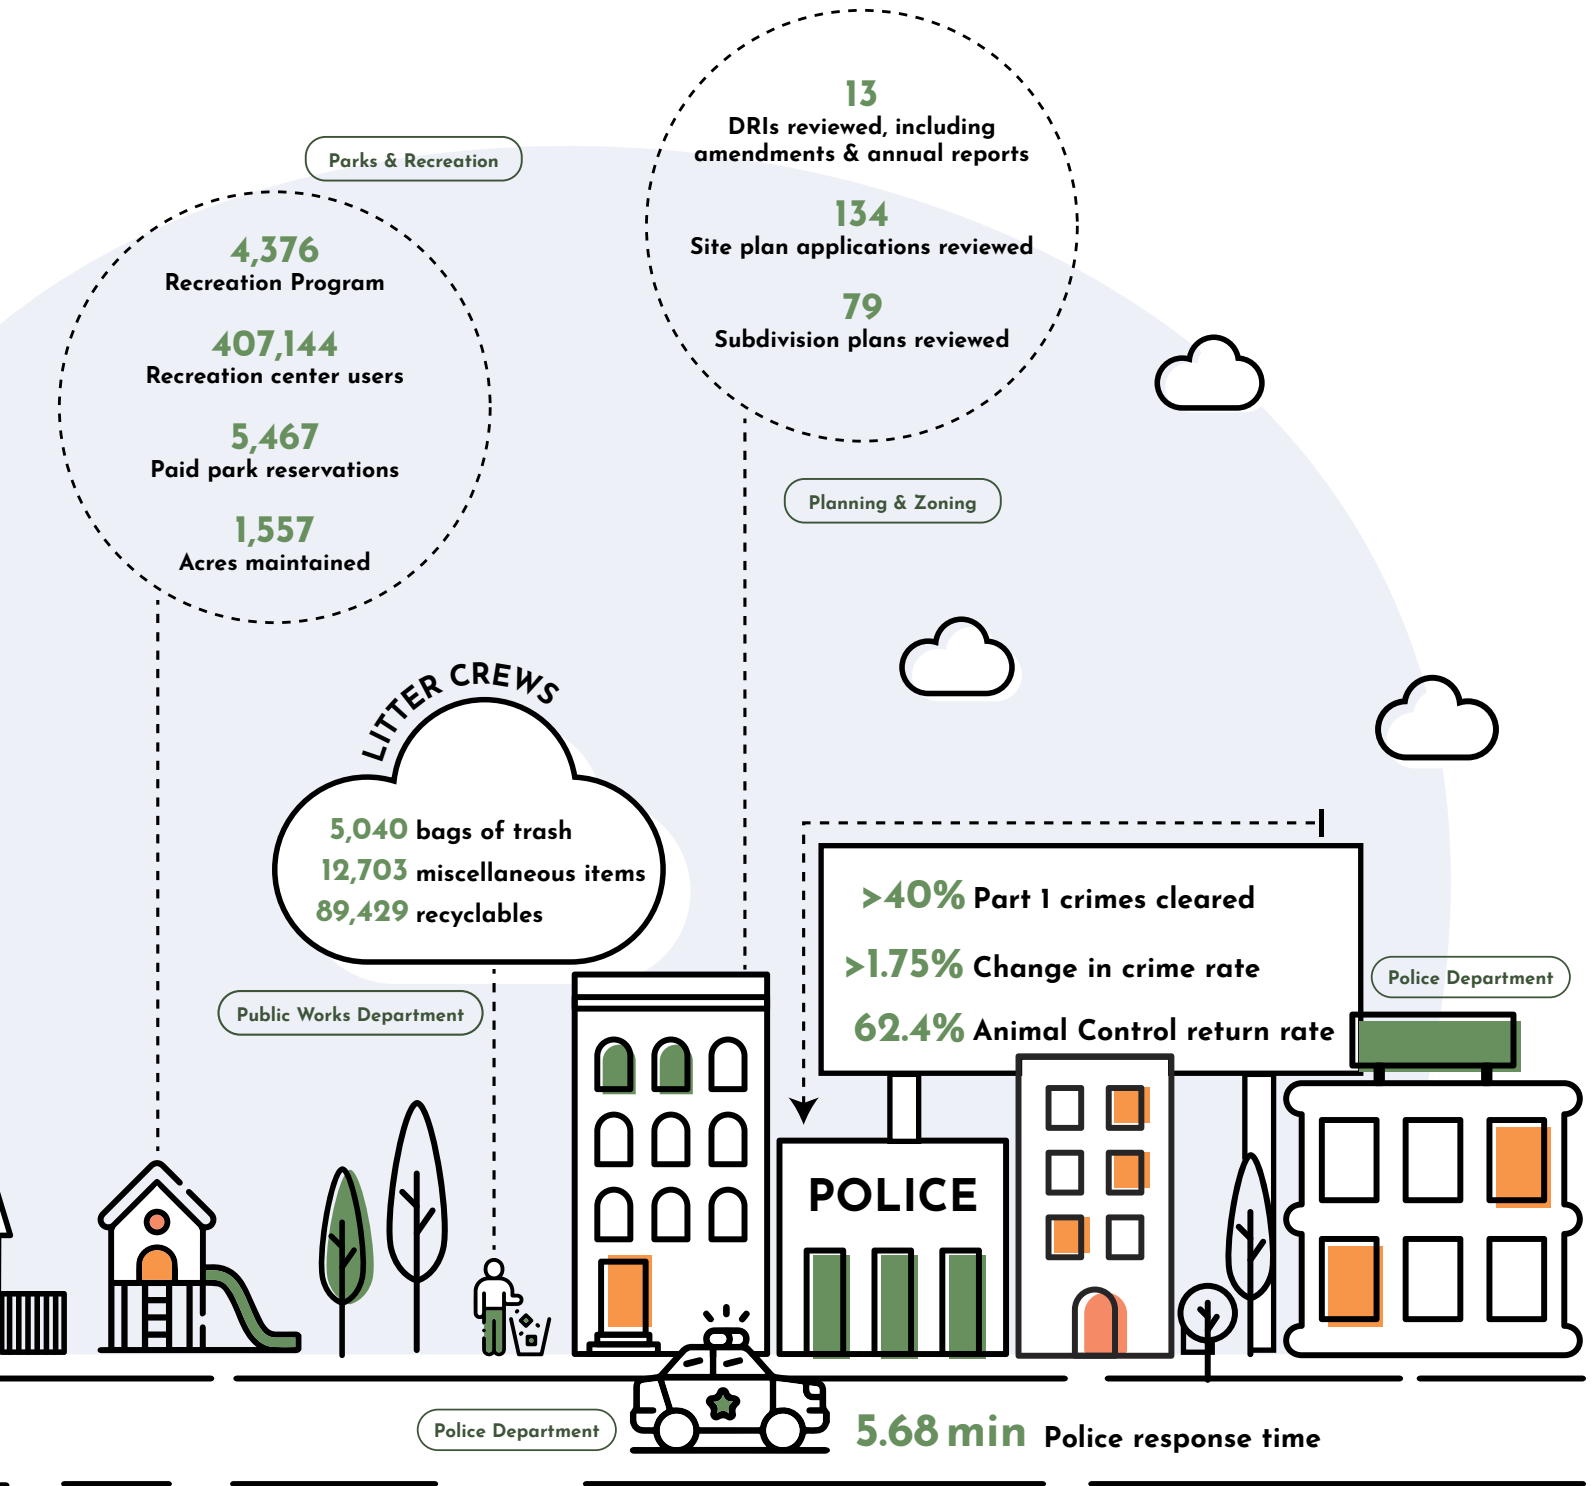 13
DRIs reviewed, including
amendments & annual reports
134
Site plan applications reviewed
79
Subdivision plans reviewed
Planning & Zoning
Parks & Recreation
4,376
Recreation Program
407,144
Recreation center users
5,467
Paid park reservations
1,557
Acres maintained
LITTER CREWS
5,040 bags of trash
12,703 miscellaneous items
89,429 recyclables
Public Works Department
>40% Part 1 crimes cleared
>1.75% Change in crime rate
62.4% Animal Control return rate
Police Department
POLICE
Police Department
5.68 min Police response time